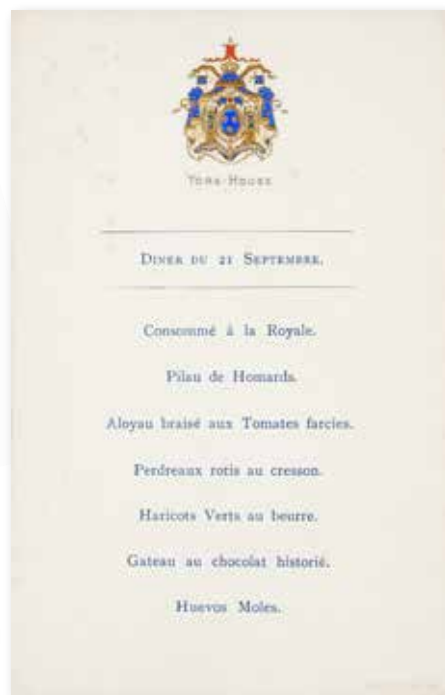 York House
Diner du 21 Septembre.
Consommé à la Royale.
Pilau de Homards.
Aloyau braisé aux Tomates farcies.
Perdreaux rotis au cresson.
Haricots Verts au beurre.
Gateau au chocolat historié.
Huevos Moles.